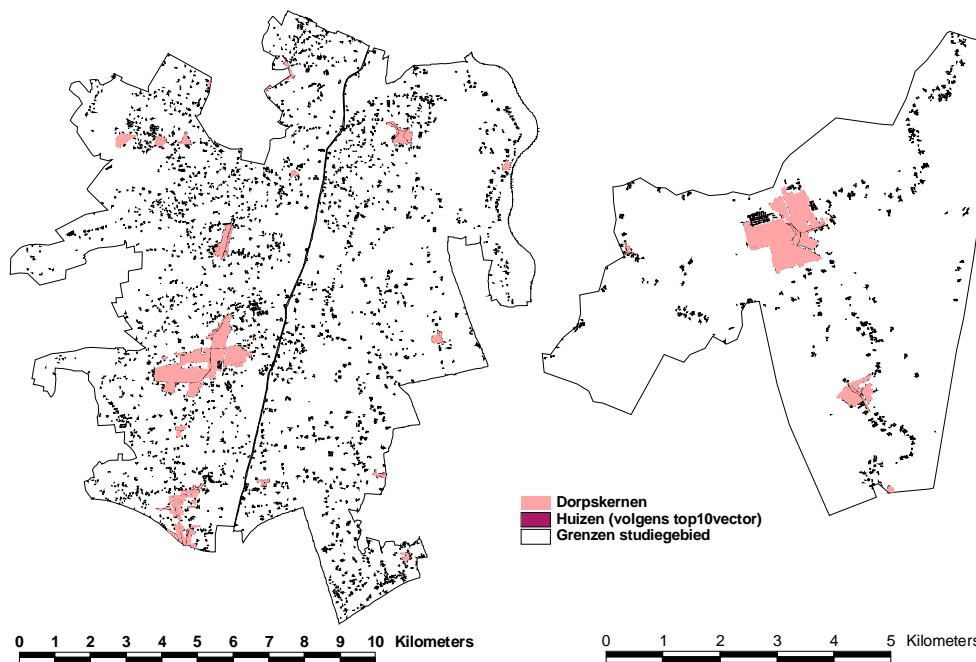 Dorpskernen
Huizen (volgens top10vector)
Grenzen studiegebied
0 1 2 3 4 5 6 7 8 9 10 Kilometers
0 1 2 3 4 5 Kilometers